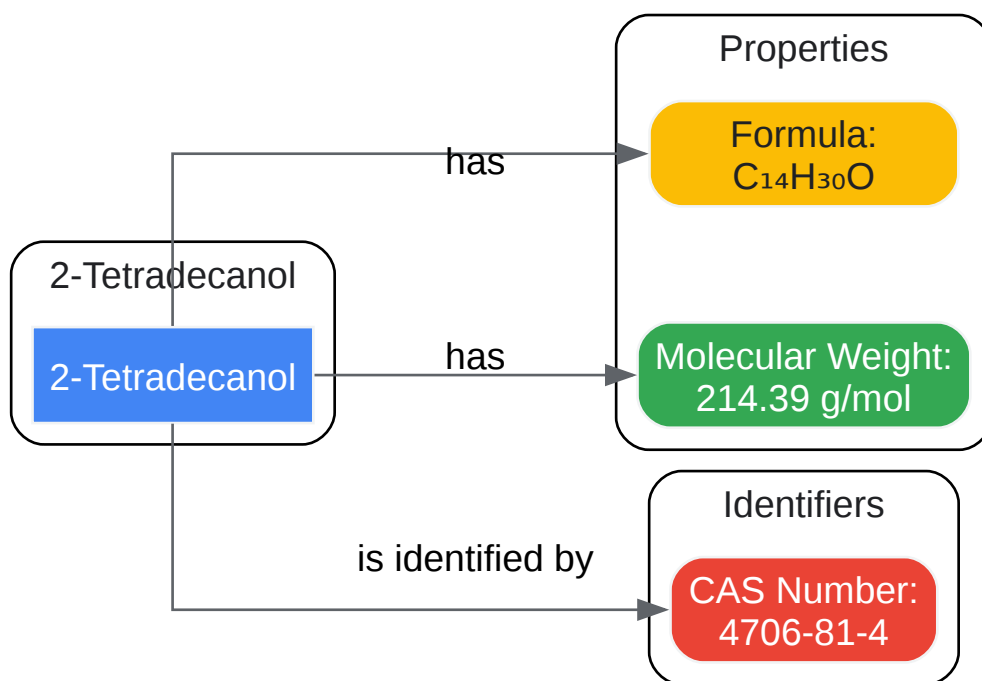 Properties
Formula:
C₁₄H₃₀O
has
2-Tetradecanol
2-Tetradecanol
has
Molecular Weight:
214.39 g/mol
Identifiers
is identified by
CAS Number:
4706-81-4